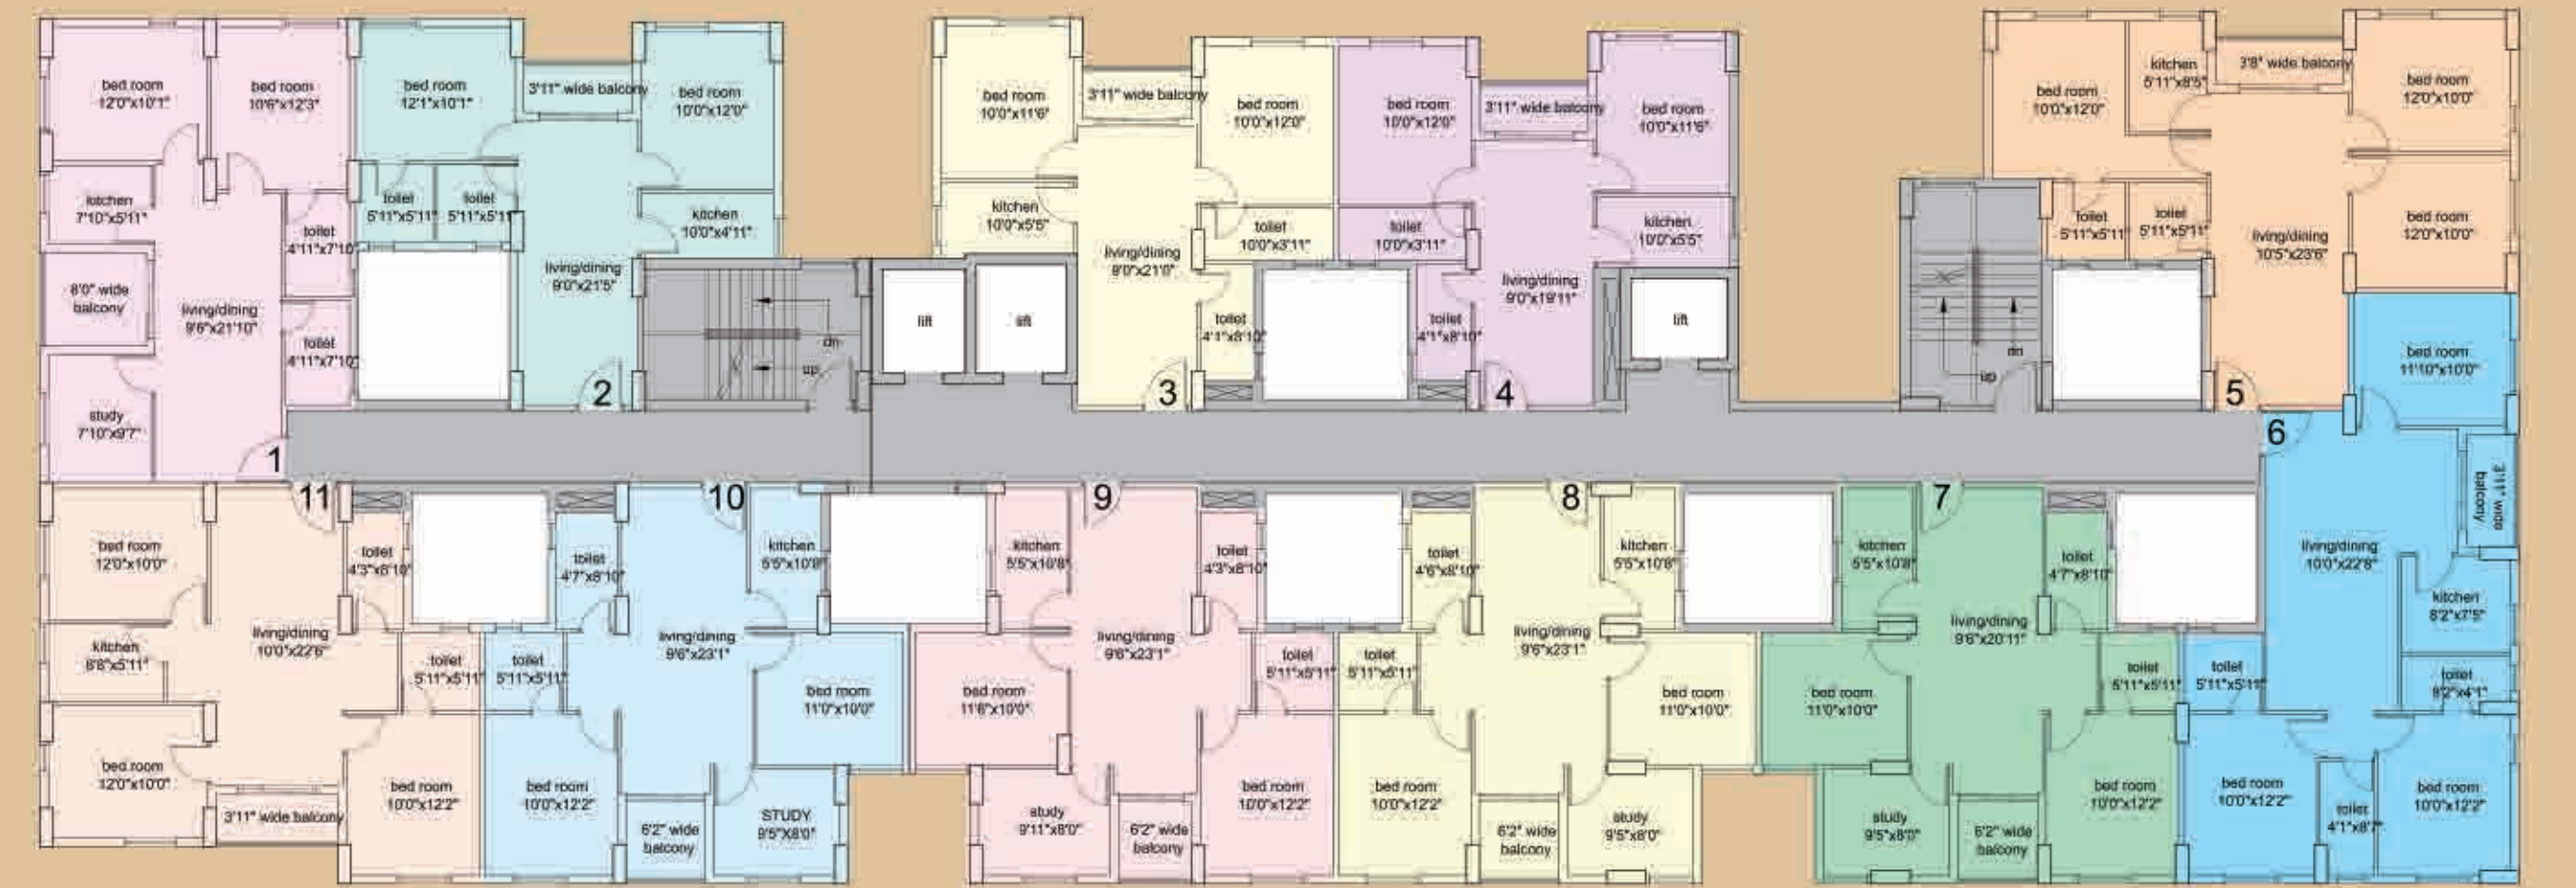 bed room
12'0"x10'1"
bed room
10'6"x12'3"
kitchen
7'10"x5'11"
toilet
4'11"x7'10"
8'0" wide
balcony
living/dining
9'6"x21'10"
toilet
4'11"x7'10"
study
7'10"x9'7"
1
bed room
12'1"x10'1"
3'11" wide balcony
bed room
10'0"x12'0"
toilet
5'11"x5'11"
toilet
5'11"x5'11"
kitchen
10'0"x4'11"
living/dining
9'0"x21'5"
2
dn
up
lift
lift
bed room
10'0"x11'6"
3'11" wide balcony
bed room
10'0"x12'0"
kitchen
10'0"x5'5"
toilet
10'0"x3'11"
living/dining
9'0"x21'0"
toilet
4'1"x8'10"
3
bed room
10'0"x12'0"
3'11" wide balcony
bed room
10'0"x11'6"
toilet
10'0"x3'11"
kitchen
10'0"x5'5"
living/dining
9'0"x19'11"
toilet
4'1"x8'10"
4
lift
up
dn
bed room
10'0"x12'0"
kitchen
5'11"x8'5"
3'8" wide balcony
bed room
12'0"x10'0"
toilet
5'11"x5'11"
toilet
5'11"x5'11"
living/dining
10'5"x23'6"
bed room
12'0"x10'0"
5
bed room
11'10"x10'0"
6
3'11" wide
balcony
living/dining
10'0"x22'8"
kitchen
8'2"x7'5"
toilet
8'2"x4'1"
toilet
5'11"x5'11"
bed room
10'0"x12'2"
toilet
4'1"x8'7"
bed room
10'0"x12'2"
11
bed room
12'0"x10'0"
toilet
4'3"x8'10"
living/dining
10'0"x22'6"
kitchen
8'8"x5'11"
toilet
5'11"x5'11"
bed room
12'0"x10'0"
3'11" wide balcony
bed room
10'0"x12'2"
10
toilet
4'7"x8'10"
kitchen
5'5"x10'8"
living/dining
9'6"x23'1"
toilet
5'11"x5'11"
bed room
11'0"x10'0"
bed room
10'0"x12'2"
6'2" wide
balcony
STUDY
9'5"X8'0"
9
kitchen
5'5"x10'8"
toilet
4'3"x8'10"
living/dining
9'6"x23'1"
toilet
5'11"x5'11"
bed room
11'6"x10'0"
study
9'11"x8'0"
6'2" wide
balcony
bed room
10'0"x12'2"
8
toilet
4'6"x8'10"
kitchen
5'5"x10'8"
living/dining
9'6"x23'1"
toilet
5'11"x5'11"
bed room
11'0"x10'0"
bed room
10'0"x12'2"
6'2" wide
balcony
study
9'5"x8'0"
7
kitchen
5'5"x10'8"
toilet
4'7"x8'10"
living/dining
9'6"x20'11"
toilet
5'11"x5'11"
bed room
11'0"x10'0"
study
9'5"x8'0"
6'2" wide
balcony
bed room
10'0"x12'2"